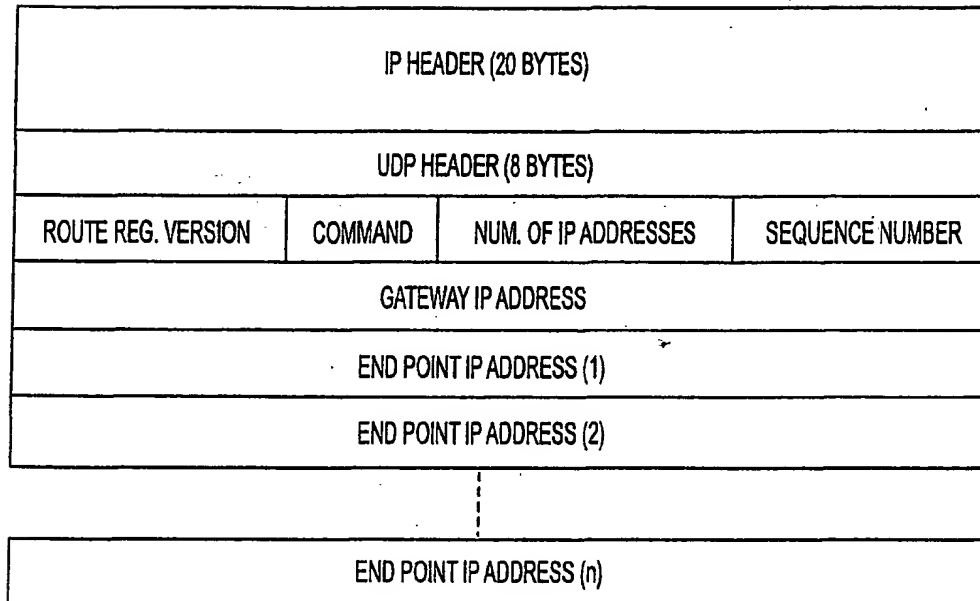 IP HEADER (20 BYTES)
UDP HEADER (8 BYTES)
ROUTE REG. VERSION COMMAND NUM. OF IP ADDRESSES SEQUENCE NUMBER
GATEWAY IP ADDRESS
END POINT IP ADDRESS (1)
END POINT IP ADDRESS (2)
END POINT IP ADDRESS (n)